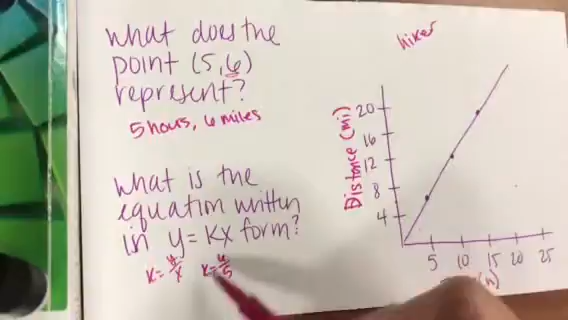 What does the
point (5,6)
represent?
5 hours, 6 miles
What is the
equation written
in y = kx form?
k = y/x k = 6/5
hiker
Distance (mi)
20
16
12
8
4
5 10 15 20 25
(h)